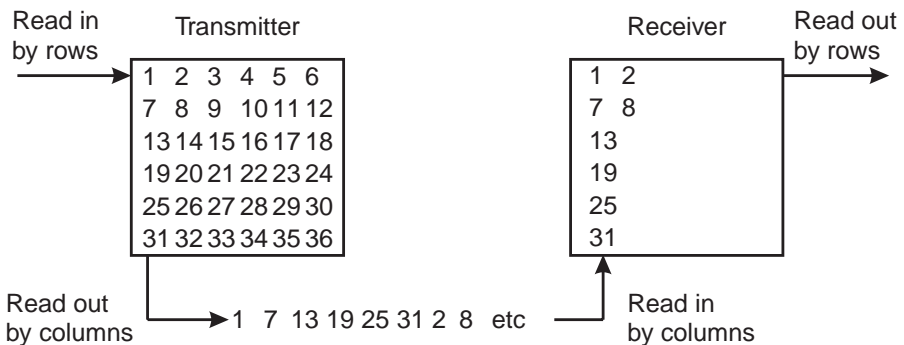 Read in
by rows
Transmitter
1 2 3 4 5 6
7 8 9 10 11 12
13 14 15 16 17 18
19 20 21 22 23 24
25 26 27 28 29 30
31 32 33 34 35 36
Read out
by columns
1 7 13 19 25 31 2 8 etc
Receiver
1 2
7 8
13
19
25
31
Read in
by columns
Read out
by rows